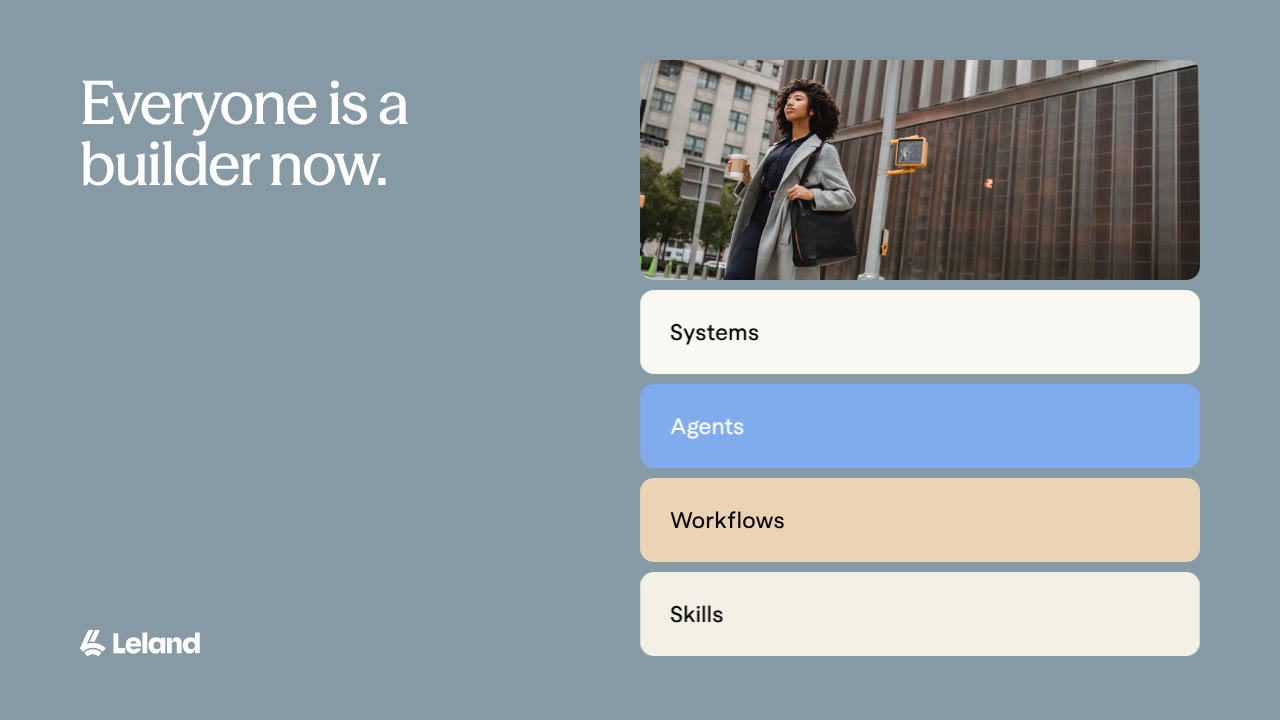 Everyone is a
builder now.
Systems
Agents
Workflows
Skills
Leland